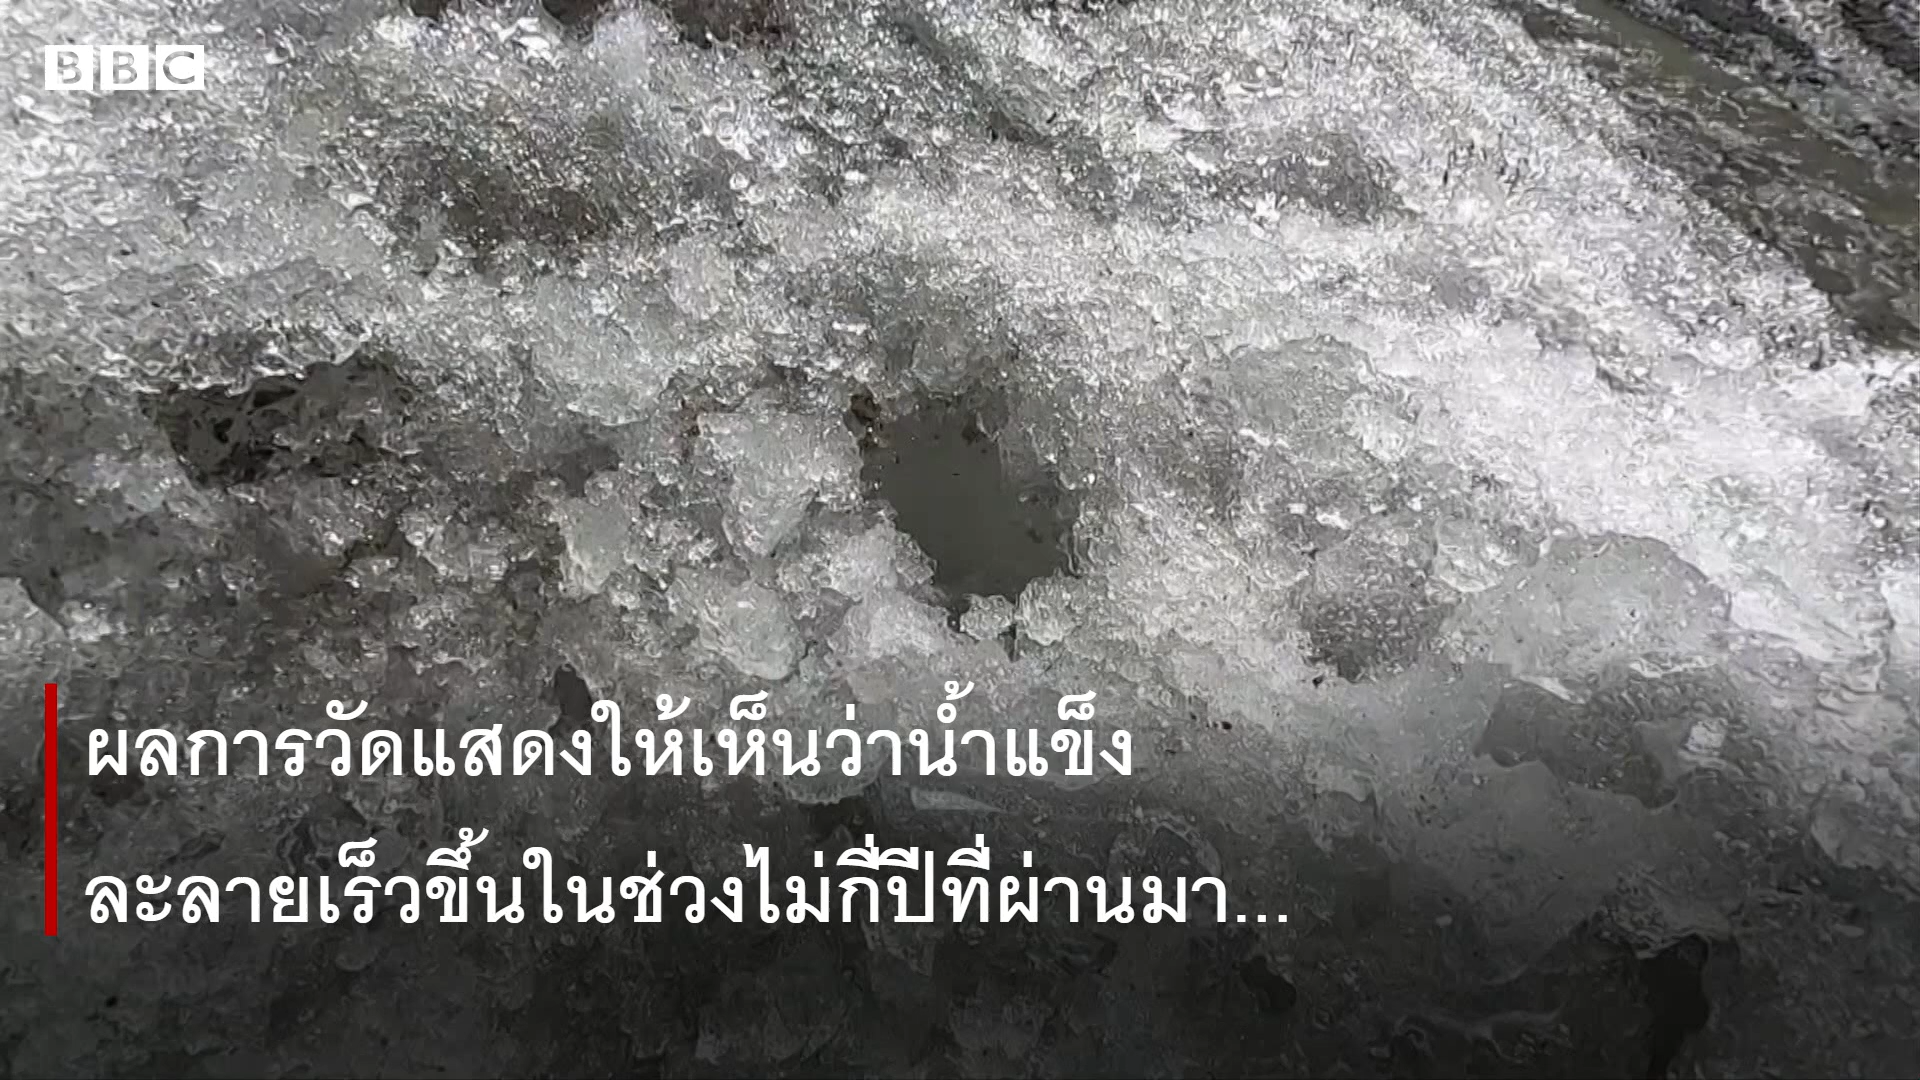 BBC
ผลการวัดแสดงให้เห็นว่าน้ำแข็ง
ละลายเร็วขึ้นในช่วงไม่กี่ปีที่ผ่านมา...